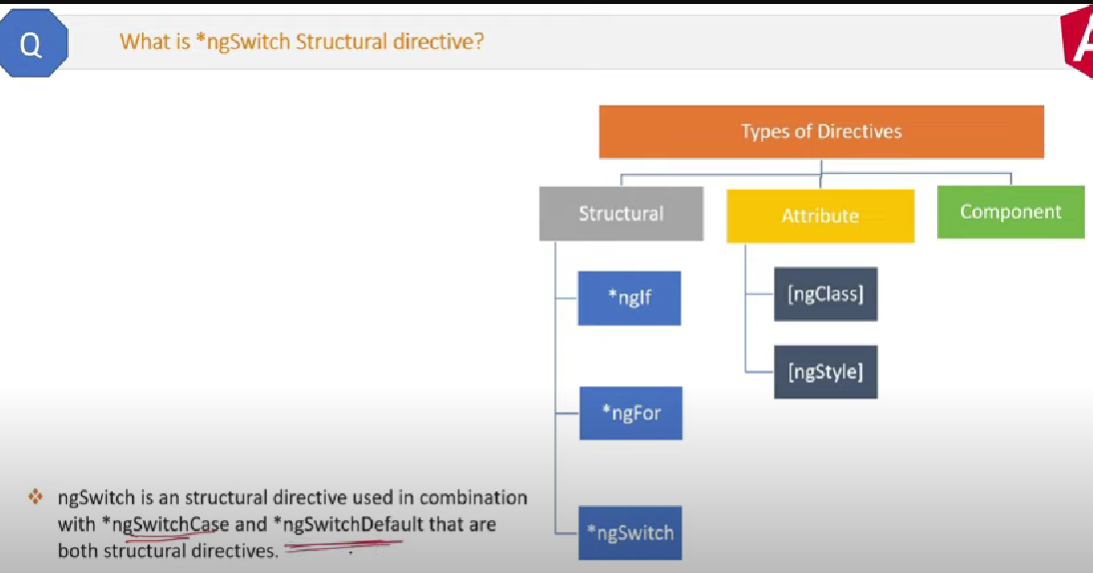 Q
What is *ngSwitch Structural directive?
Types of Directives
Structural
Attribute
Component
*ngIf
[ngClass]
[ngStyle]
*ngFor
*ngSwitch
ngSwitch is an structural directive used in combination
with *ngSwitchCase and *ngSwitchDefault that are
both structural directives.